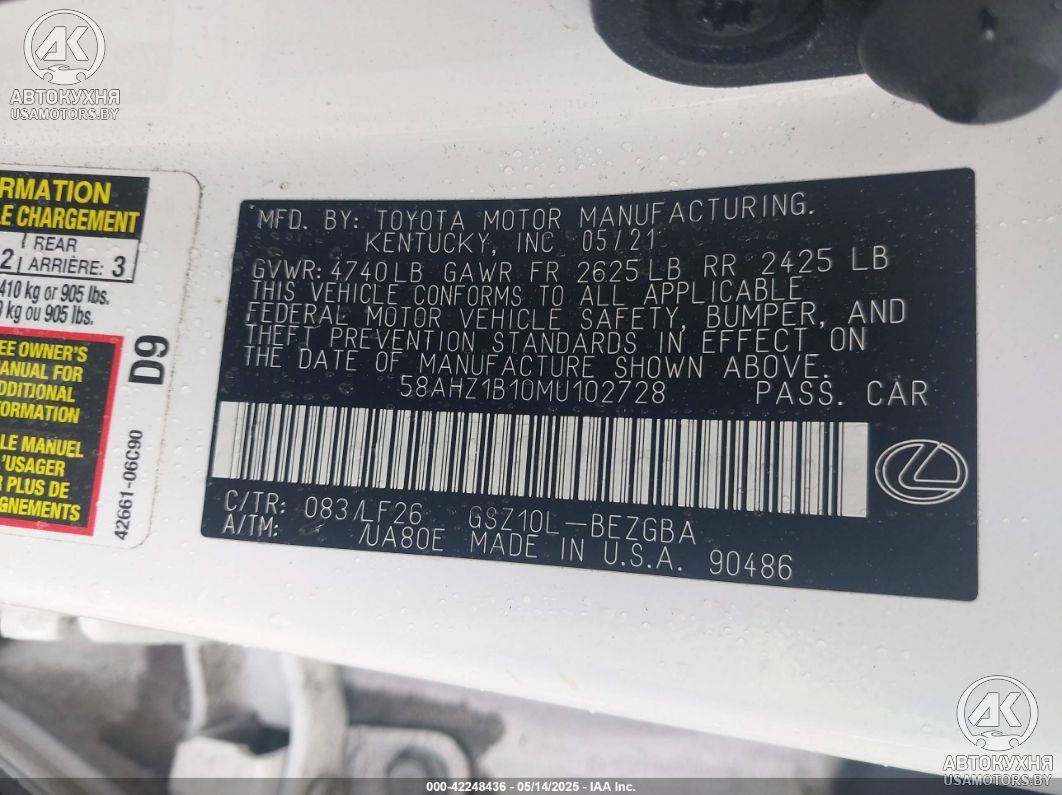 АВТОКУХНЯ
USAMOTORS.BY
RMATION
LE CHARGEMENT
2 REAR
ARRIÈRE: 3
410 kg or 905 lbs.
kg ou 905 lbs.
EE OWNER'S
MANUAL FOR
DDITIONAL
FORMATION
LE MANUEL
L'USAGER
R PLUS DE
GNEMENTS
D9
42661-06C90
MFD. BY: TOYOTA MOTOR MANUFACTURING.
KENTUCKY, INC 05/21
GVWR: 4740LB GAWR FR 2625LB RR 2425 LB
THIS VEHICLE CONFORMS TO ALL APPLICABLE
FEDERAL MOTOR VEHICLE SAFETY, BUMPER, AND
THEFT PREVENTION STANDARDS IN EFFECT ON
THE DATE OF MANUFACTURE SHOWN ABOVE.
58AHZ1B10MU102728 PASS. CAR
C/TR: 083/LF26 GSZ10L-BEZGBA
A/TM: /UA80E MADE IN U.S.A. 90486
АВТОКУХНЯ
USAMOTORS.BY
000-42248436 - 05/14/2025 - IAA Inc.